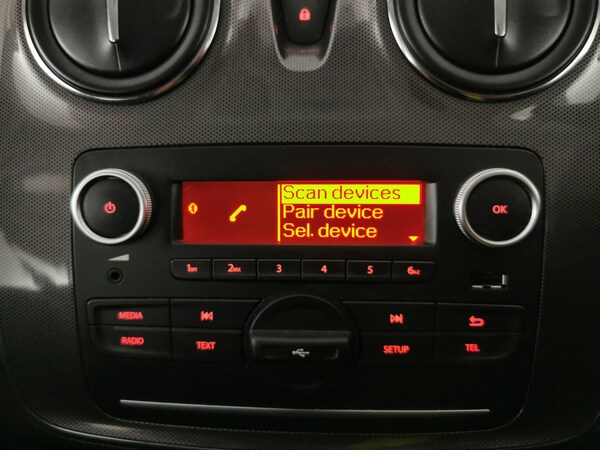 Scan devices
Pair device
Sel. device
OK
1 2 3 4 5 6
MEDIA
RADIO TEXT SETUP TEL